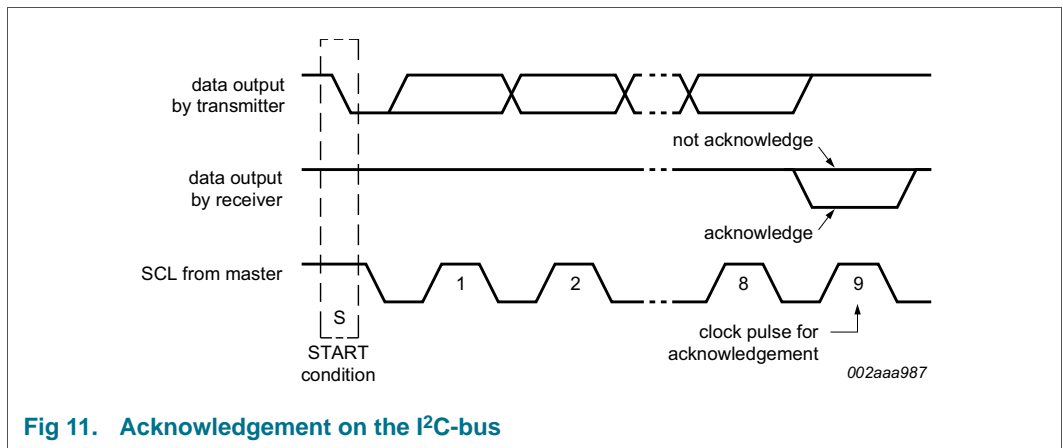 data output
by transmitter
not acknowledge
data output
by receiver
acknowledge
SCL from master
1
2
8
9
S
START
condition
clock pulse for
acknowledgement
002aaa987
Fig 11. Acknowledgement on the I²C-bus